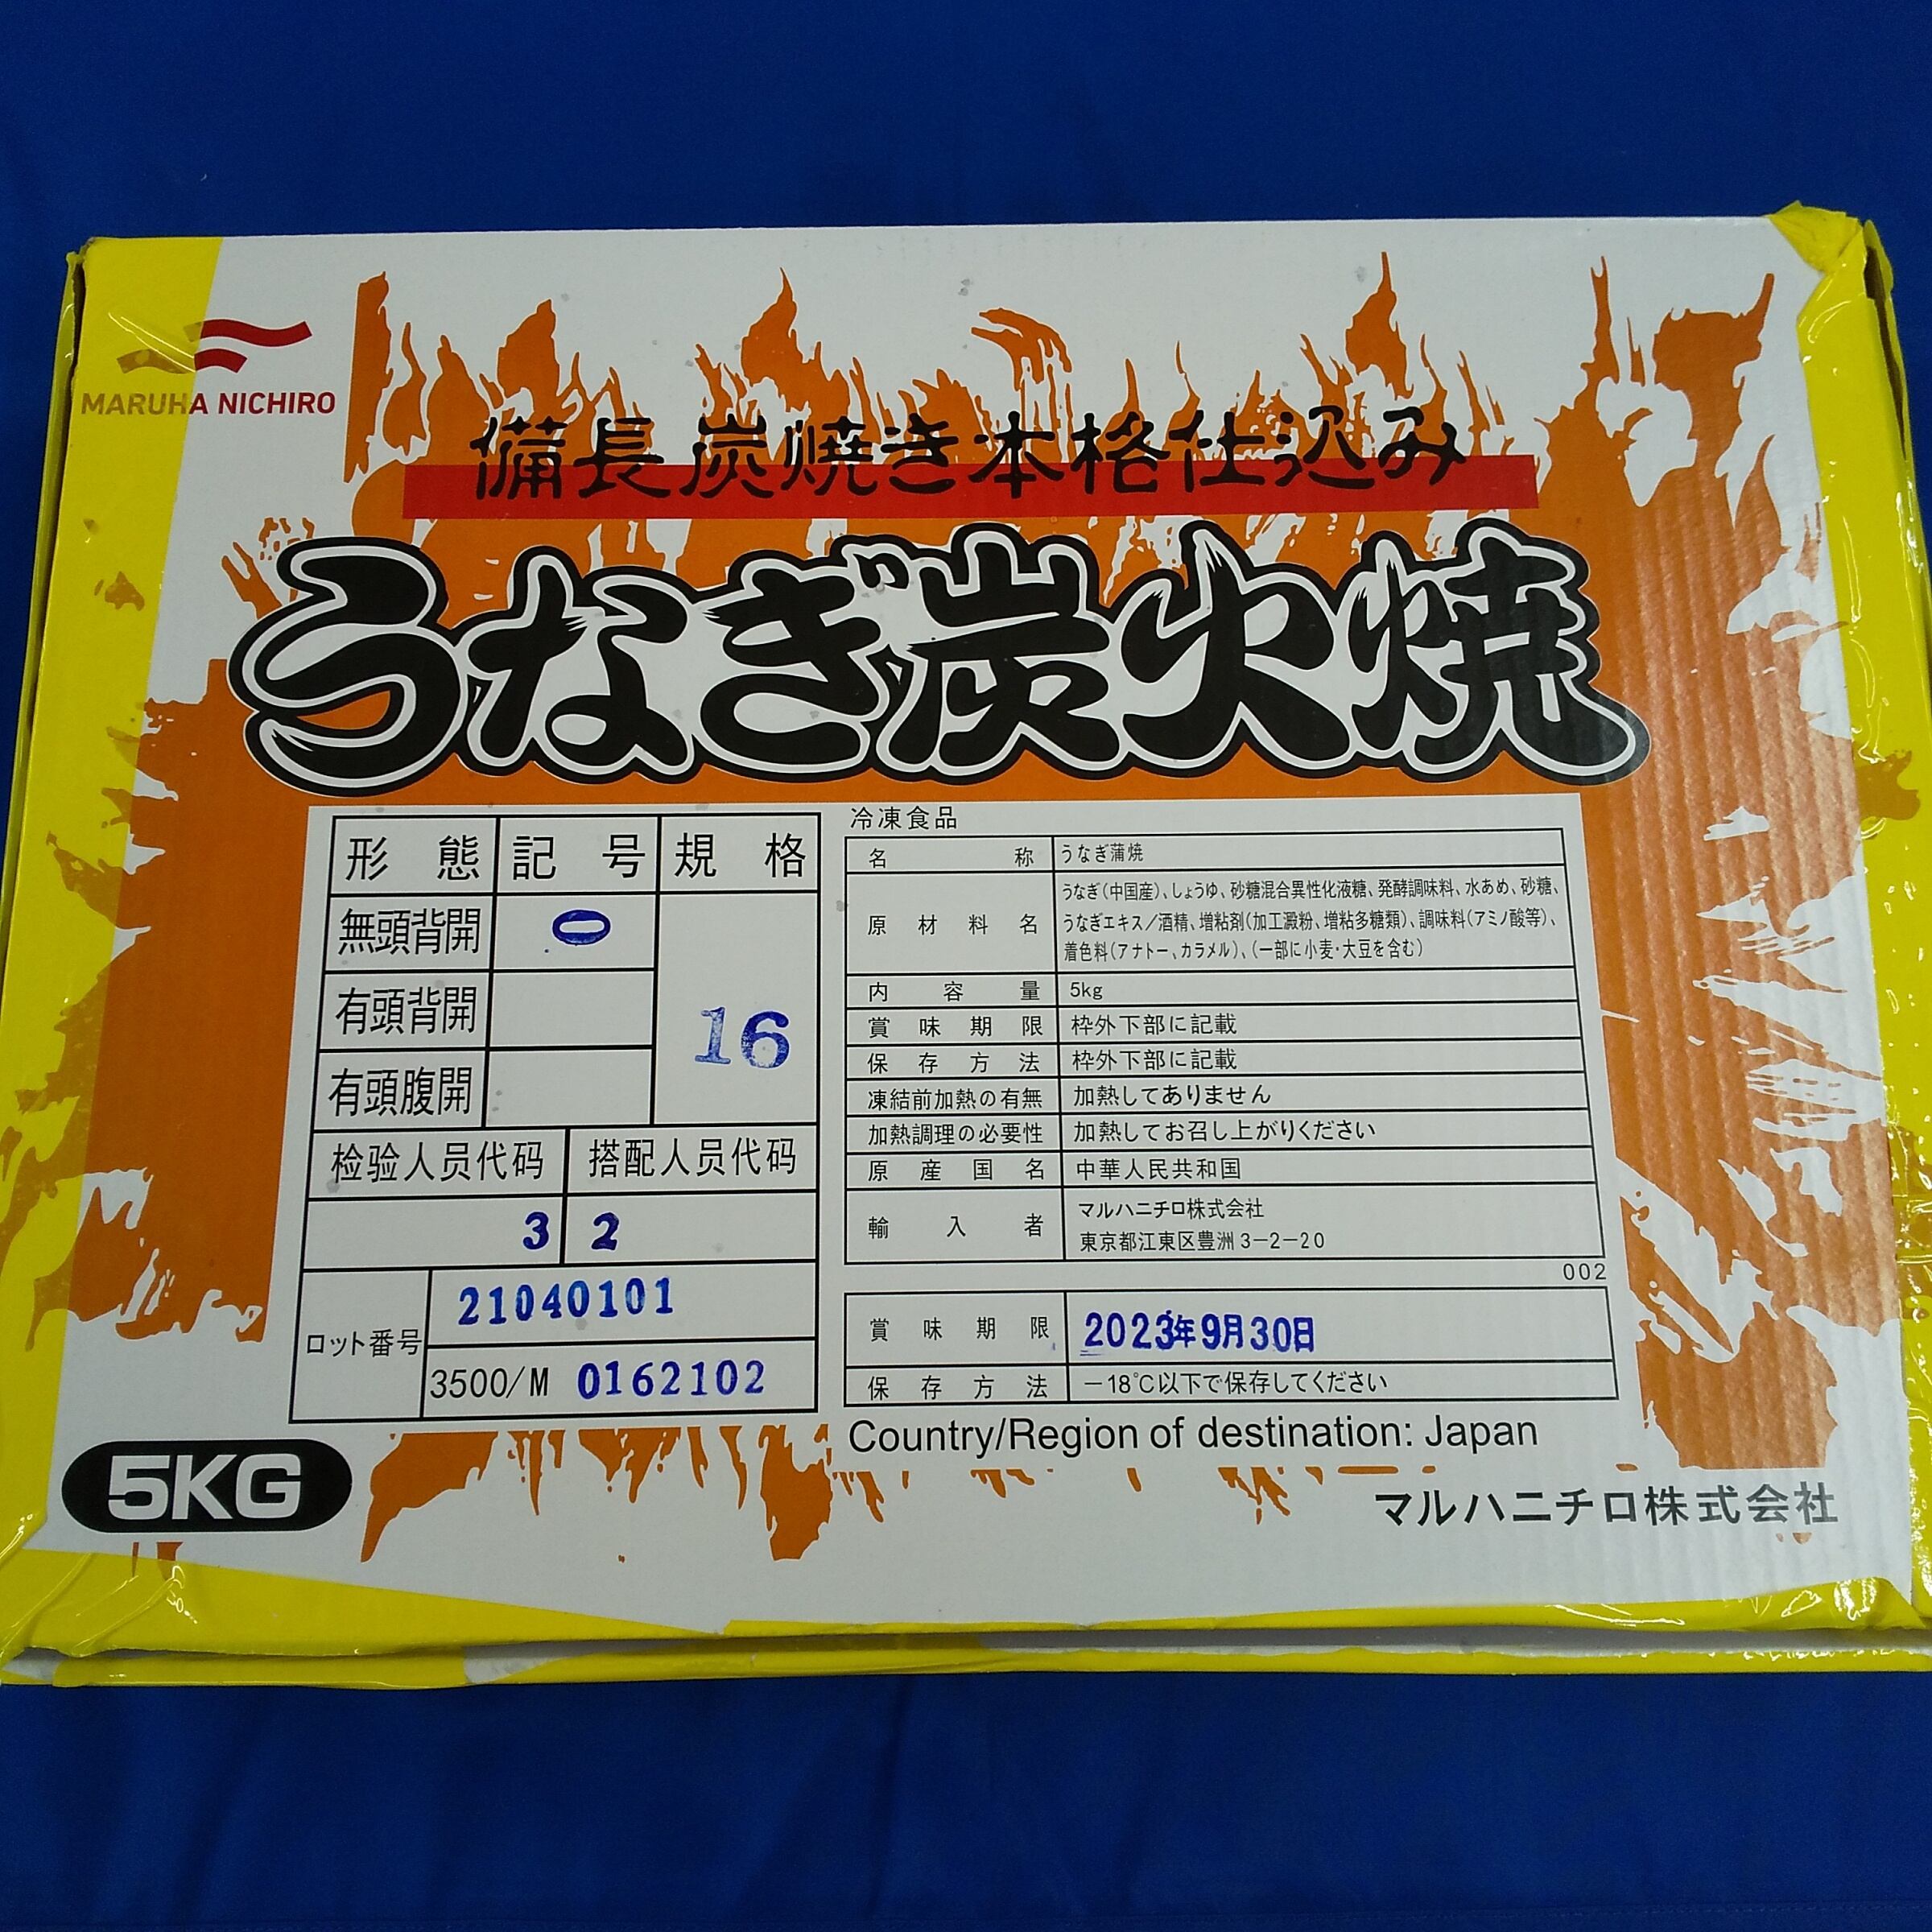 MARUHA NICHIRO
備長炭焼き本格仕込み
うなぎ炭火焼
形態 記号 規格
無頭背開 0
有頭背開
16
有頭腹開
检验人员代码 搭配人员代码
3 2
ロット番号
21040101
3500/M 0162102
冷凍食品
名称 うなぎ蒲焼
原材料名
うなぎ(中国産)、しょうゆ、砂糖混合異性化液糖、発酵調味料、水あめ、砂糖、
うなぎエキス/酒精、増粘剤(加工澱粉、増粘多糖類)、調味料(アミノ酸等)、
着色料(アナトー、カラメル)、(一部に小麦・大豆を含む)
内容量 5kg
賞味期限 枠外下部に記載
保存方法 枠外下部に記載
凍結前加熱の有無 加熱してありません
加熱調理の必要性 加熱してお召し上がりください
原産国名 中華人民共和国
輸入者
マルハニチロ株式会社
東京都江東区豊洲3-2-20
002
賞味期限 2023年9月30日
保存方法 -18℃以下で保存してください
Country/Region of destination: Japan
5KG
マルハニチロ株式会社